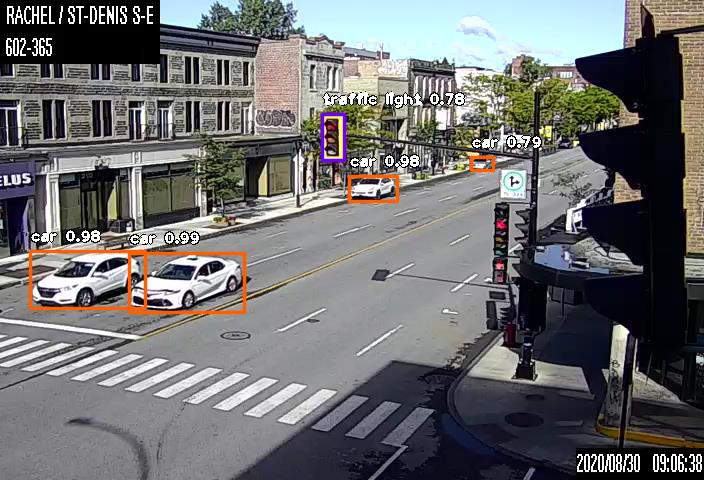 RACHEL / ST-DENIS S-E
602-365
traffic light 0.78
car 0.79
car 0.98
ELUS
car 0.98
car 0.99
2020/08/30 09:06:38